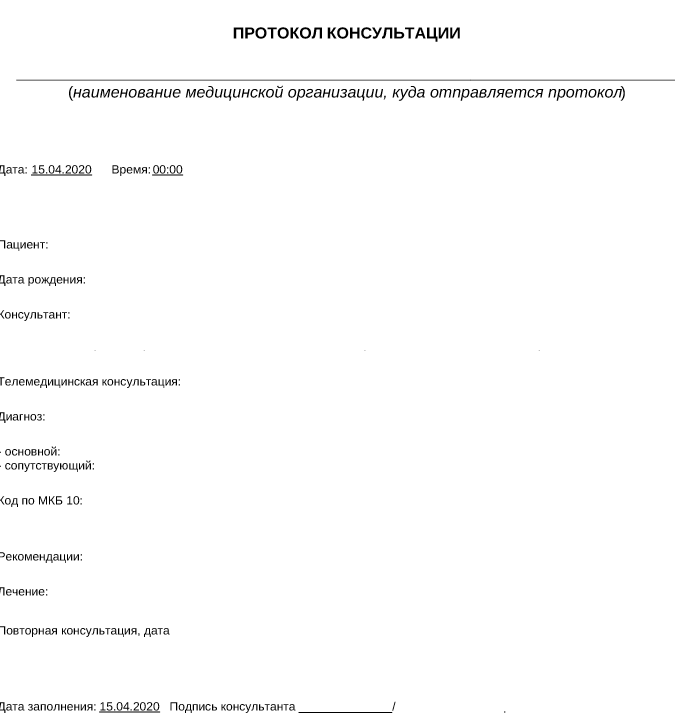 ПРОТОКОЛ КОНСУЛЬТАЦИИ
(наименование медицинской организации, куда отправляется протокол)
Дата: 15.04.2020 Время: 00:00
Пациент:
Дата рождения:
Консультант:
Телемедицинская консультация:
Диагноз:
- основной:
- сопутствующий:
Код по МКБ 10:
Рекомендации:
Лечение:
Повторная консультация, дата
Дата заполнения: 15.04.2020 Подпись консультанта ______________/